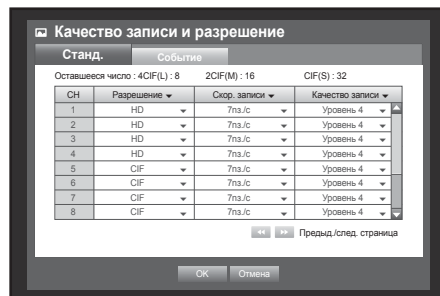 Качество записи и разрешение
Станд. Событие
Оставшееся число : 4CIF(L) : 8 2CIF(M) : 16 CIF(S) : 32
CH Разрешение Скор. записи Качество записи
1 HD 7пз./с Уровень 4
2 HD 7пз./с Уровень 4
3 HD 7пз./с Уровень 4
4 HD 7пз./с Уровень 4
5 CIF 7пз./с Уровень 4
6 CIF 7пз./с Уровень 4
7 CIF 7пз./с Уровень 4
8 CIF 7пз./с Уровень 4
Предыд./след. страница
OK Отмена